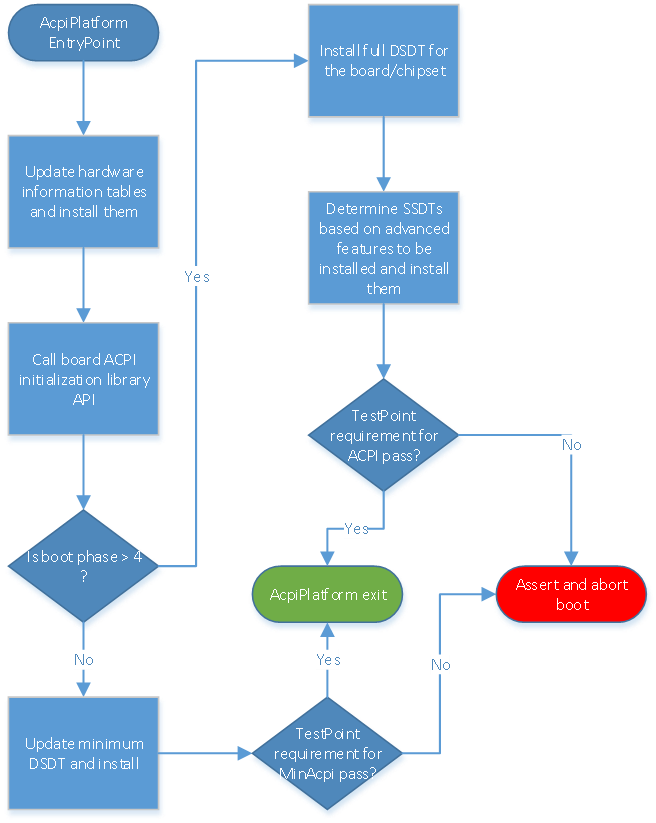 AcpiPlatform
EntryPoint
Update hardware
information tables
and install them
Call board ACPI
initialization library
API
Is boot phase > 4
?
No
Update minimum
DSDT and install
Yes
Install full DSDT for
the board/chipset
Determine SSDTs
based on advanced
features to be
installed and install
them
TestPoint
requirement for
ACPI pass?
No
Yes
AcpiPlatform exit
Assert and abort
boot
Yes
No
TestPoint
requirement for
MinAcpi pass?